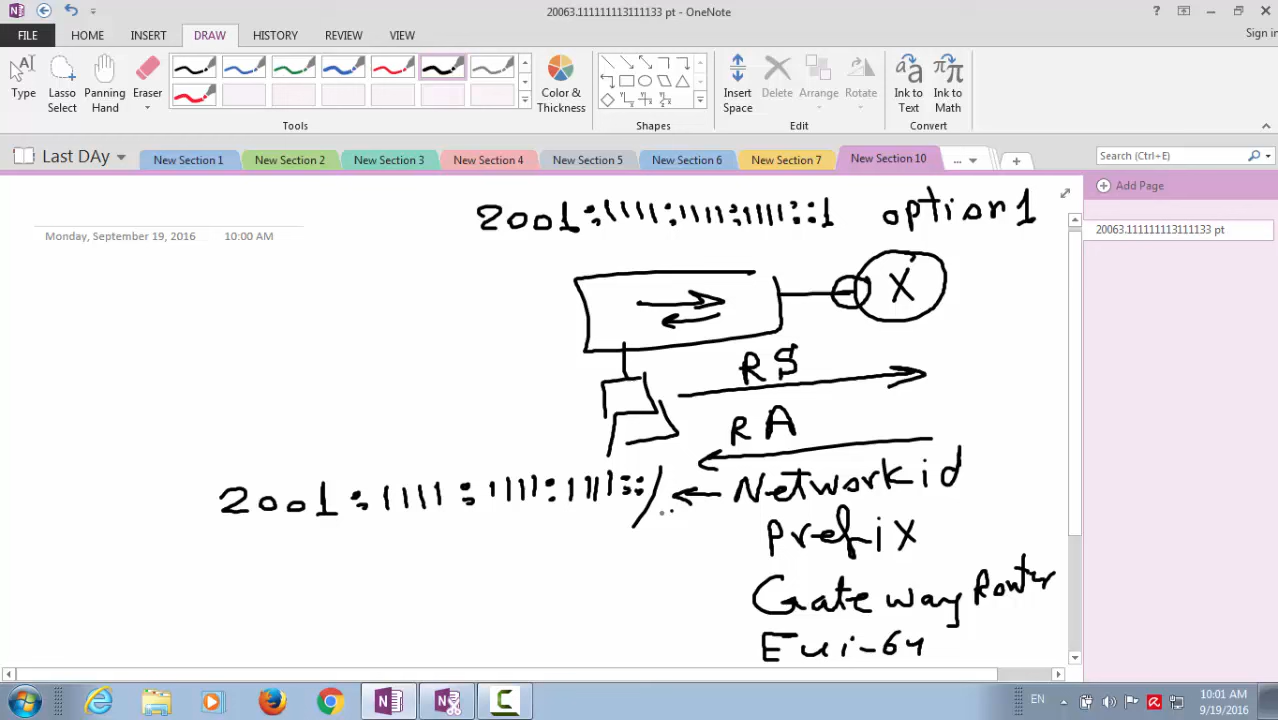 20063.111111113111133 pt - OneNote
FILE HOME INSERT DRAW HISTORY REVIEW VIEW Sign in
Type Lasso Select Panning Hand Eraser Color & Thickness Insert Space Delete Arrange Rotate Ink to Text Ink to Math
Tools Shapes Edit Convert
Last DAy New Section 1 New Section 2 New Section 3 New Section 4 New Section 5 New Section 6 New Section 7 New Section 10 ... Search (Ctrl+E)
Add Page
20063.111111113111133 pt
Monday, September 19, 2016 10:00 AM
2001:1111:1111:1111::1 option 1
X
RS
RA
2001:1111:1111:1111::/ Network id
Prefix
Gateway Router
Eui-64
EN 10:01 AM
9/19/2016